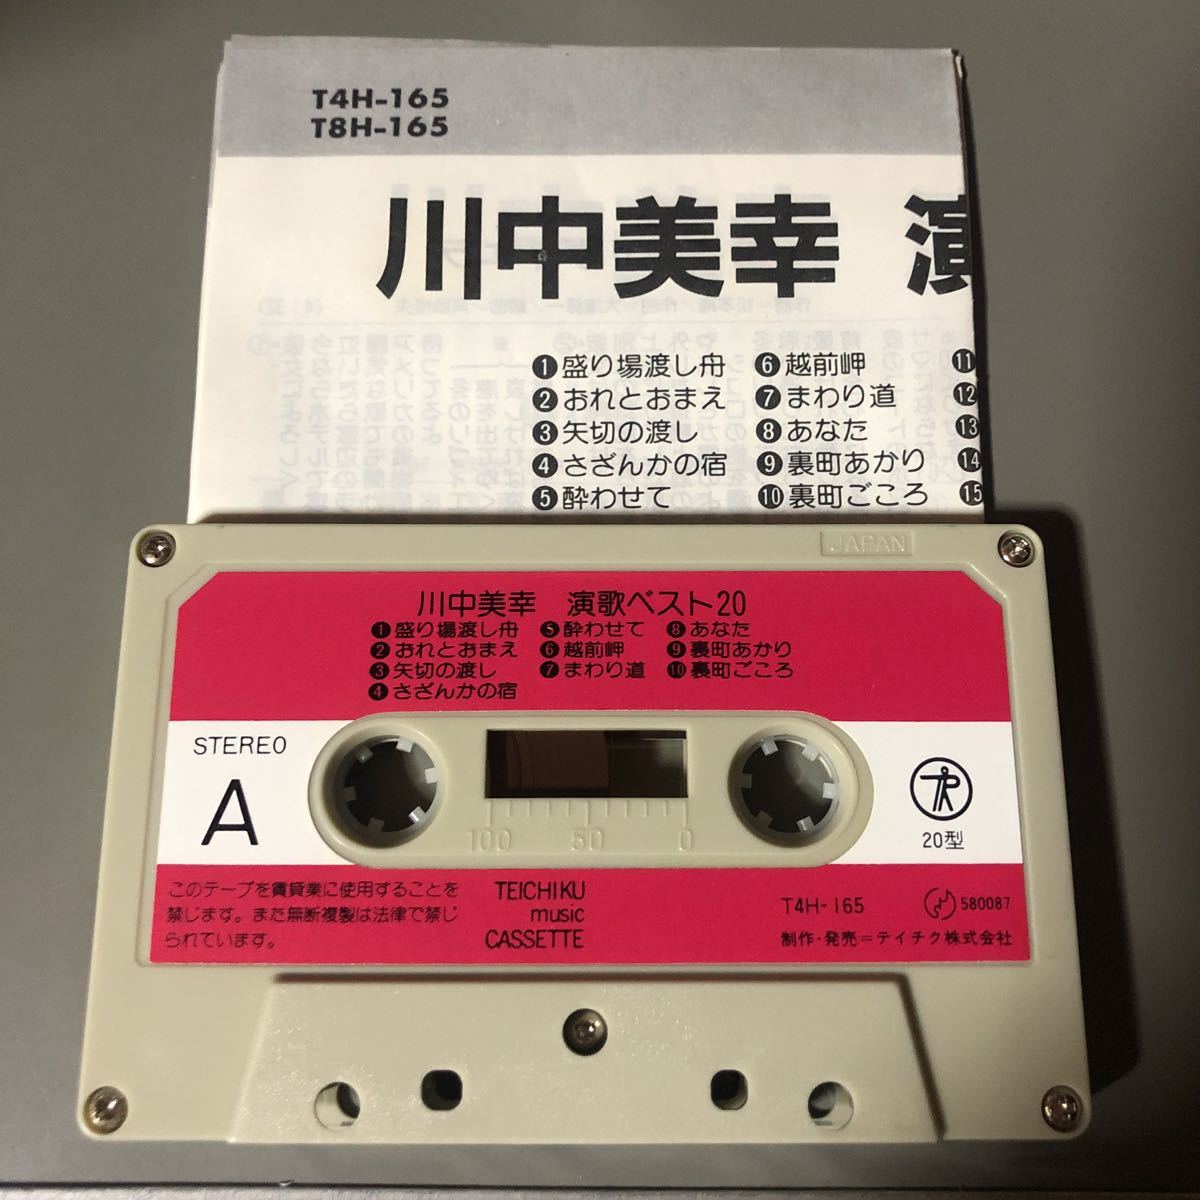 T4H-165
T8H-165
川中美幸 演
❶盛り場渡し舟 ❻越前岬 ⓫
❷おれとおまえ ❼まわり道 ⓬
❸矢切の渡し ❽あなた ⓭
❹さざんかの宿 ❾裏町あかり ⓮
❺酔わせて ❿裏町ごころ ⓯
JAPAN
川中美幸 演歌ベスト20
❶盛り場渡し舟 ❺酔わせて ❽あなた
❷おれとおまえ ❻越前岬 ❾裏町あかり
❸矢切の渡し ❼まわり道 ❿裏町ごころ
❹さざんかの宿
STEREO
A
100 50 0
20型
このテープを賃貸業に使用することを
禁じます。また無断複製は法律で禁じ
られています。
TEICHIKU
music
CASSETTE
T4H-165
580087
制作・発売=テイチク株式会社